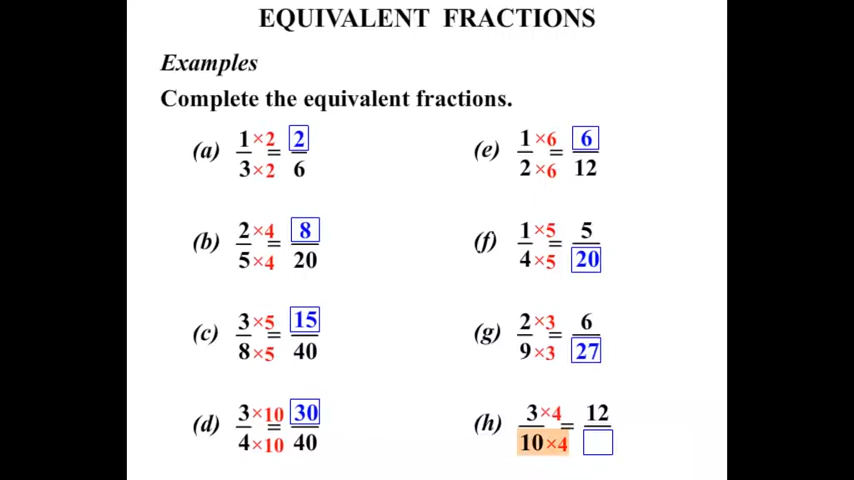 EQUIVALENT FRACTIONS
Examples
Complete the equivalent fractions.
(a) 1×2/3×2 = 2/6
(e) 1×6/2×6 = 6/12
(b) 2×4/5×4 = 8/20
(f) 1×5/4×5 = 5/20
(c) 3×5/8×5 = 15/40
(g) 2×3/9×3 = 6/27
(d) 3×10/4×10 = 30/40
(h) 3×4/10×4 = 12/